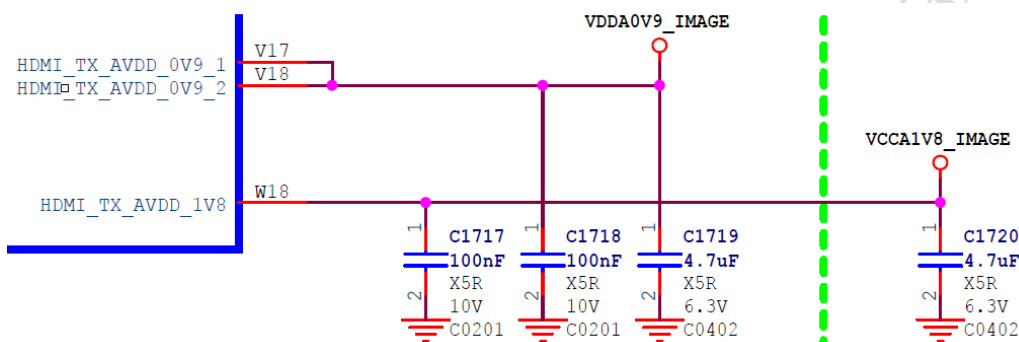 VDDA0V9_IMAGE
V17
HDMI_TX_AVDD_0V9_1
V18
HDMI_TX_AVDD_0V9_2
VCCA1V8_IMAGE
W18
HDMI_TX_AVDD_1V8
1 C1717
100nF
X5R
2 10V
C0201
1 C1718
100nF
X5R
2 10V
C0201
1 C1719
4.7uF
X5R
2 6.3V
C0402
1 C1720
4.7uF
X5R
2 6.3V
C0402